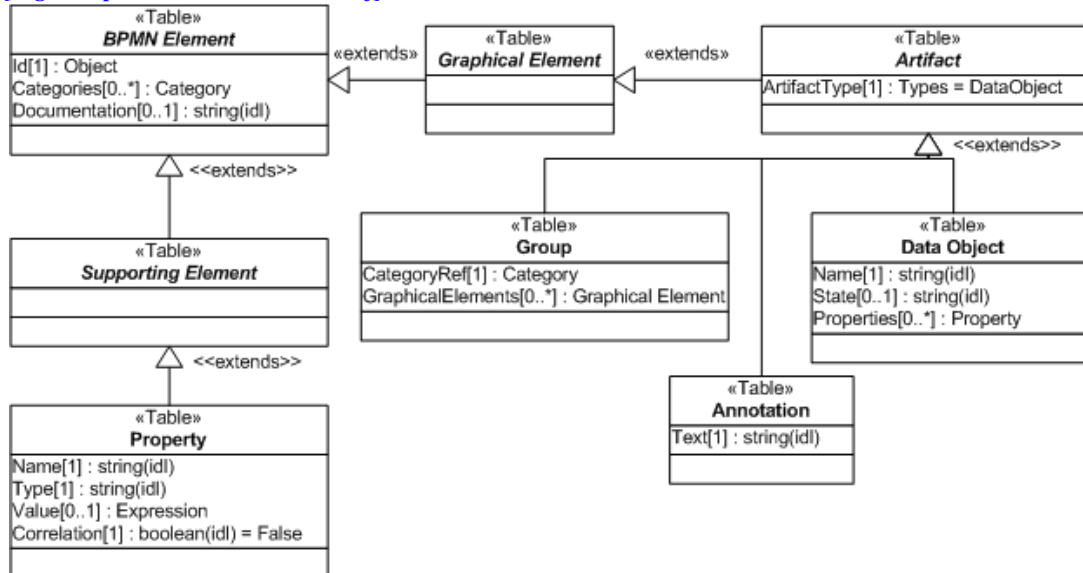 «Table»
BPMN Element
Id[1] : Object
Categories[0..*] : Category
Documentation[0..1] : string(idl)
«extends»
«Table»
Graphical Element
«extends»
«Table»
Artifact
ArtifactType[1] : Types = DataObject
<<extends>>
<<extends>>
«Table»
Supporting Element
«Table»
Group
CategoryRef[1] : Category
GraphicalElements[0..*] : Graphical Element
«Table»
Data Object
Name[1] : string(idl)
State[0..1] : string(idl)
Properties[0..*] : Property
<<extends>>
«Table»
Annotation
Text[1] : string(idl)
«Table»
Property
Name[1] : string(idl)
Type[1] : string(idl)
Value[0..1] : Expression
Correlation[1] : boolean(idl) = False